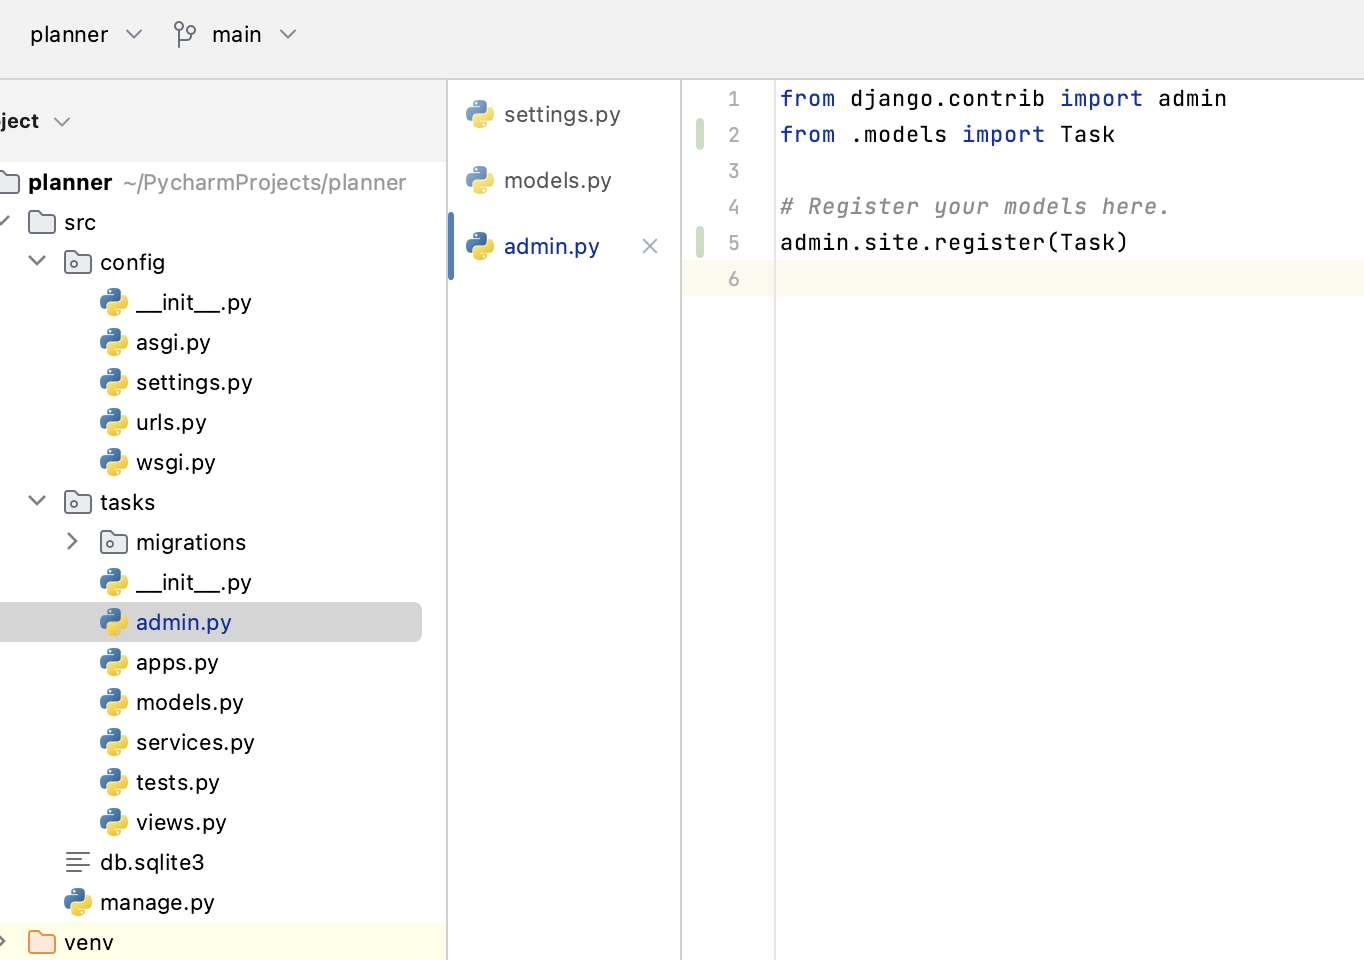 planner main
ject
planner ~/PycharmProjects/planner
src
config
__init__.py
asgi.py
settings.py
urls.py
wsgi.py
tasks
migrations
__init__.py
admin.py
apps.py
models.py
services.py
tests.py
views.py
db.sqlite3
manage.py
venv
settings.py
models.py
admin.py
1 from django.contrib import admin
2 from .models import Task
3
4 # Register your models here.
5 admin.site.register(Task)
6